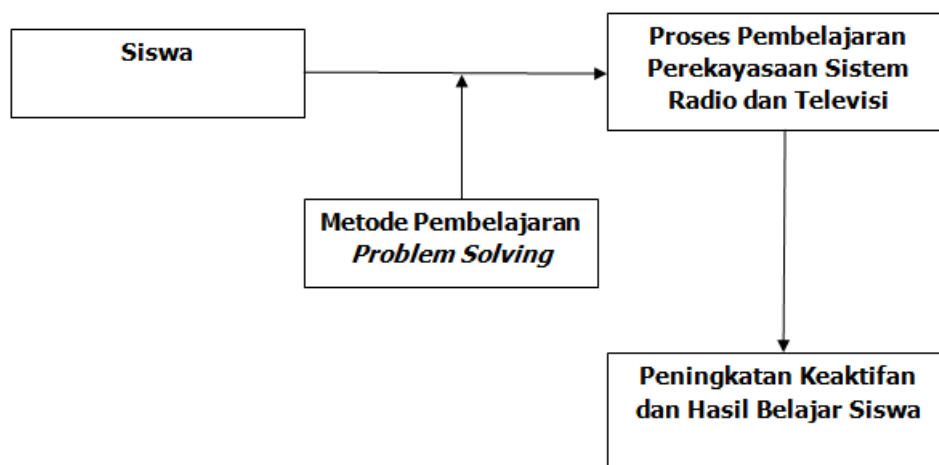 Siswa
Proses Pembelajaran
Perekayasaan Sistem
Radio dan Televisi
Metode Pembelajaran
Problem Solving
Peningkatan Keaktifan
dan Hasil Belajar Siswa